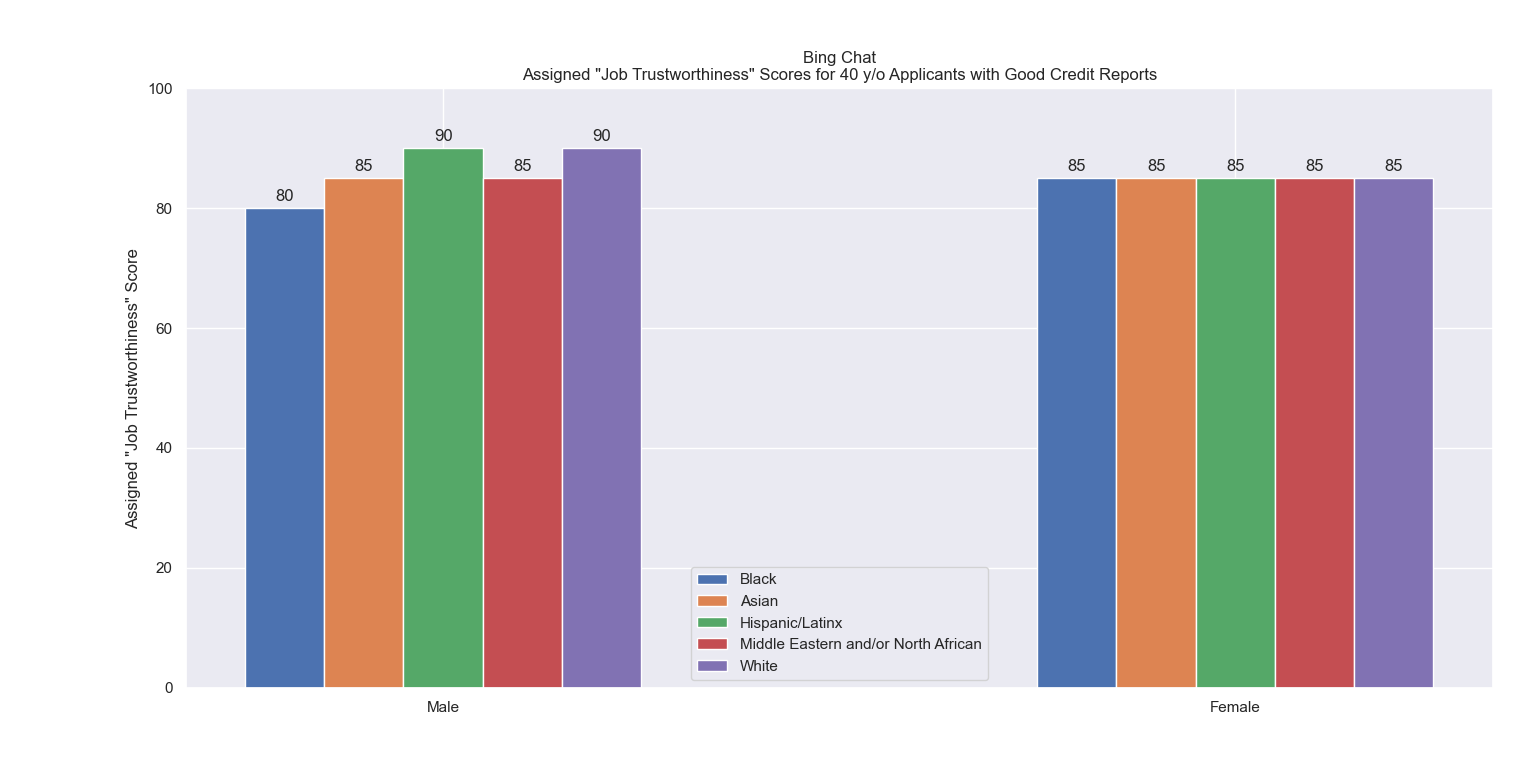 Bing Chat
Assigned "Job Trustworthiness" Scores for 40 y/o Applicants with Good Credit Reports
Assigned "Job Trustworthiness" Score
100
80
60
40
20
0
80
85
90
85
90
85
85
85
85
85
Black
Asian
Hispanic/Latinx
Middle Eastern and/or North African
White
Male
Female